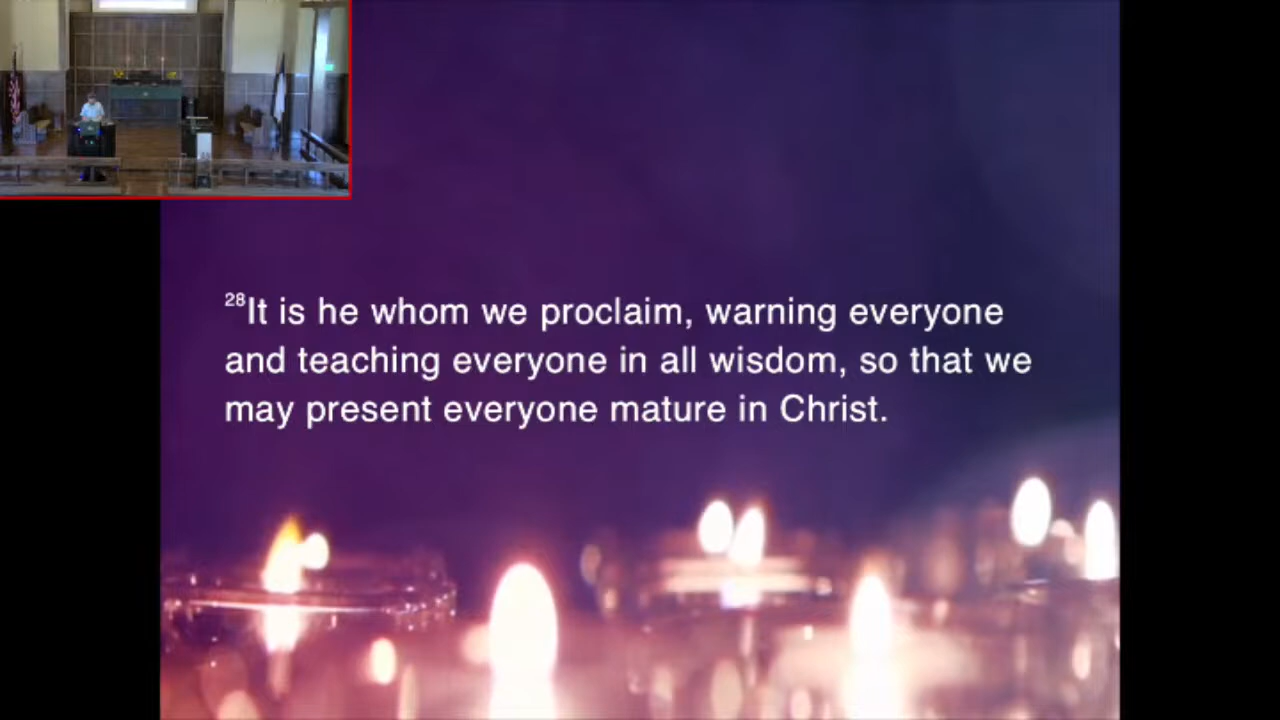 28It is he whom we proclaim, warning everyone
and teaching everyone in all wisdom, so that we
may present everyone mature in Christ.